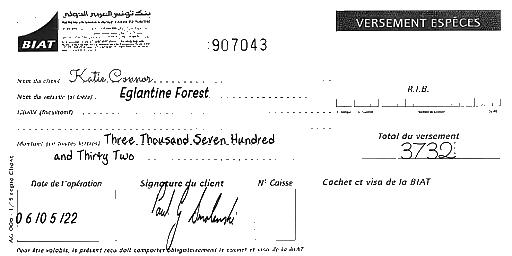 بنك تونس العربي الدولي
BIAT
VERSEMENT ESPÈCES
907043
Nom du client Katie Connor
R.I.B.
Nom du remettant (si tiers) Eglantine Forest
Libellé (facultatif)
Montant (en toutes lettres) Three Thousand Seven Hundred
and Thirty Two
Total du versement
3732
Date de l'opération
Signature du client
N° Caisse
Cachet et visa de la BIAT
06/05/22
Paul G
Pour être valable, le présent reçu doit comporter obligatoirement le cachet et visa de la BIAT